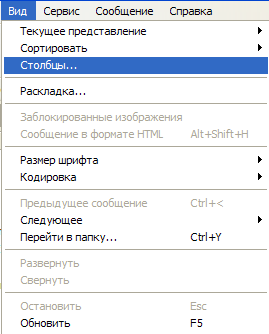 Вид Сервис Сообщение Справка
Текущее представление
Сортировать
Столбцы...
Раскладка...
Заблокированные изображения
Сообщение в формате HTML Alt+Shift+H
Размер шрифта
Кодировка
Предыдущее сообщение Ctrl+<
Следующее
Перейти в папку... Ctrl+Y
Развернуть
Свернуть
Остановить Esc
Обновить F5